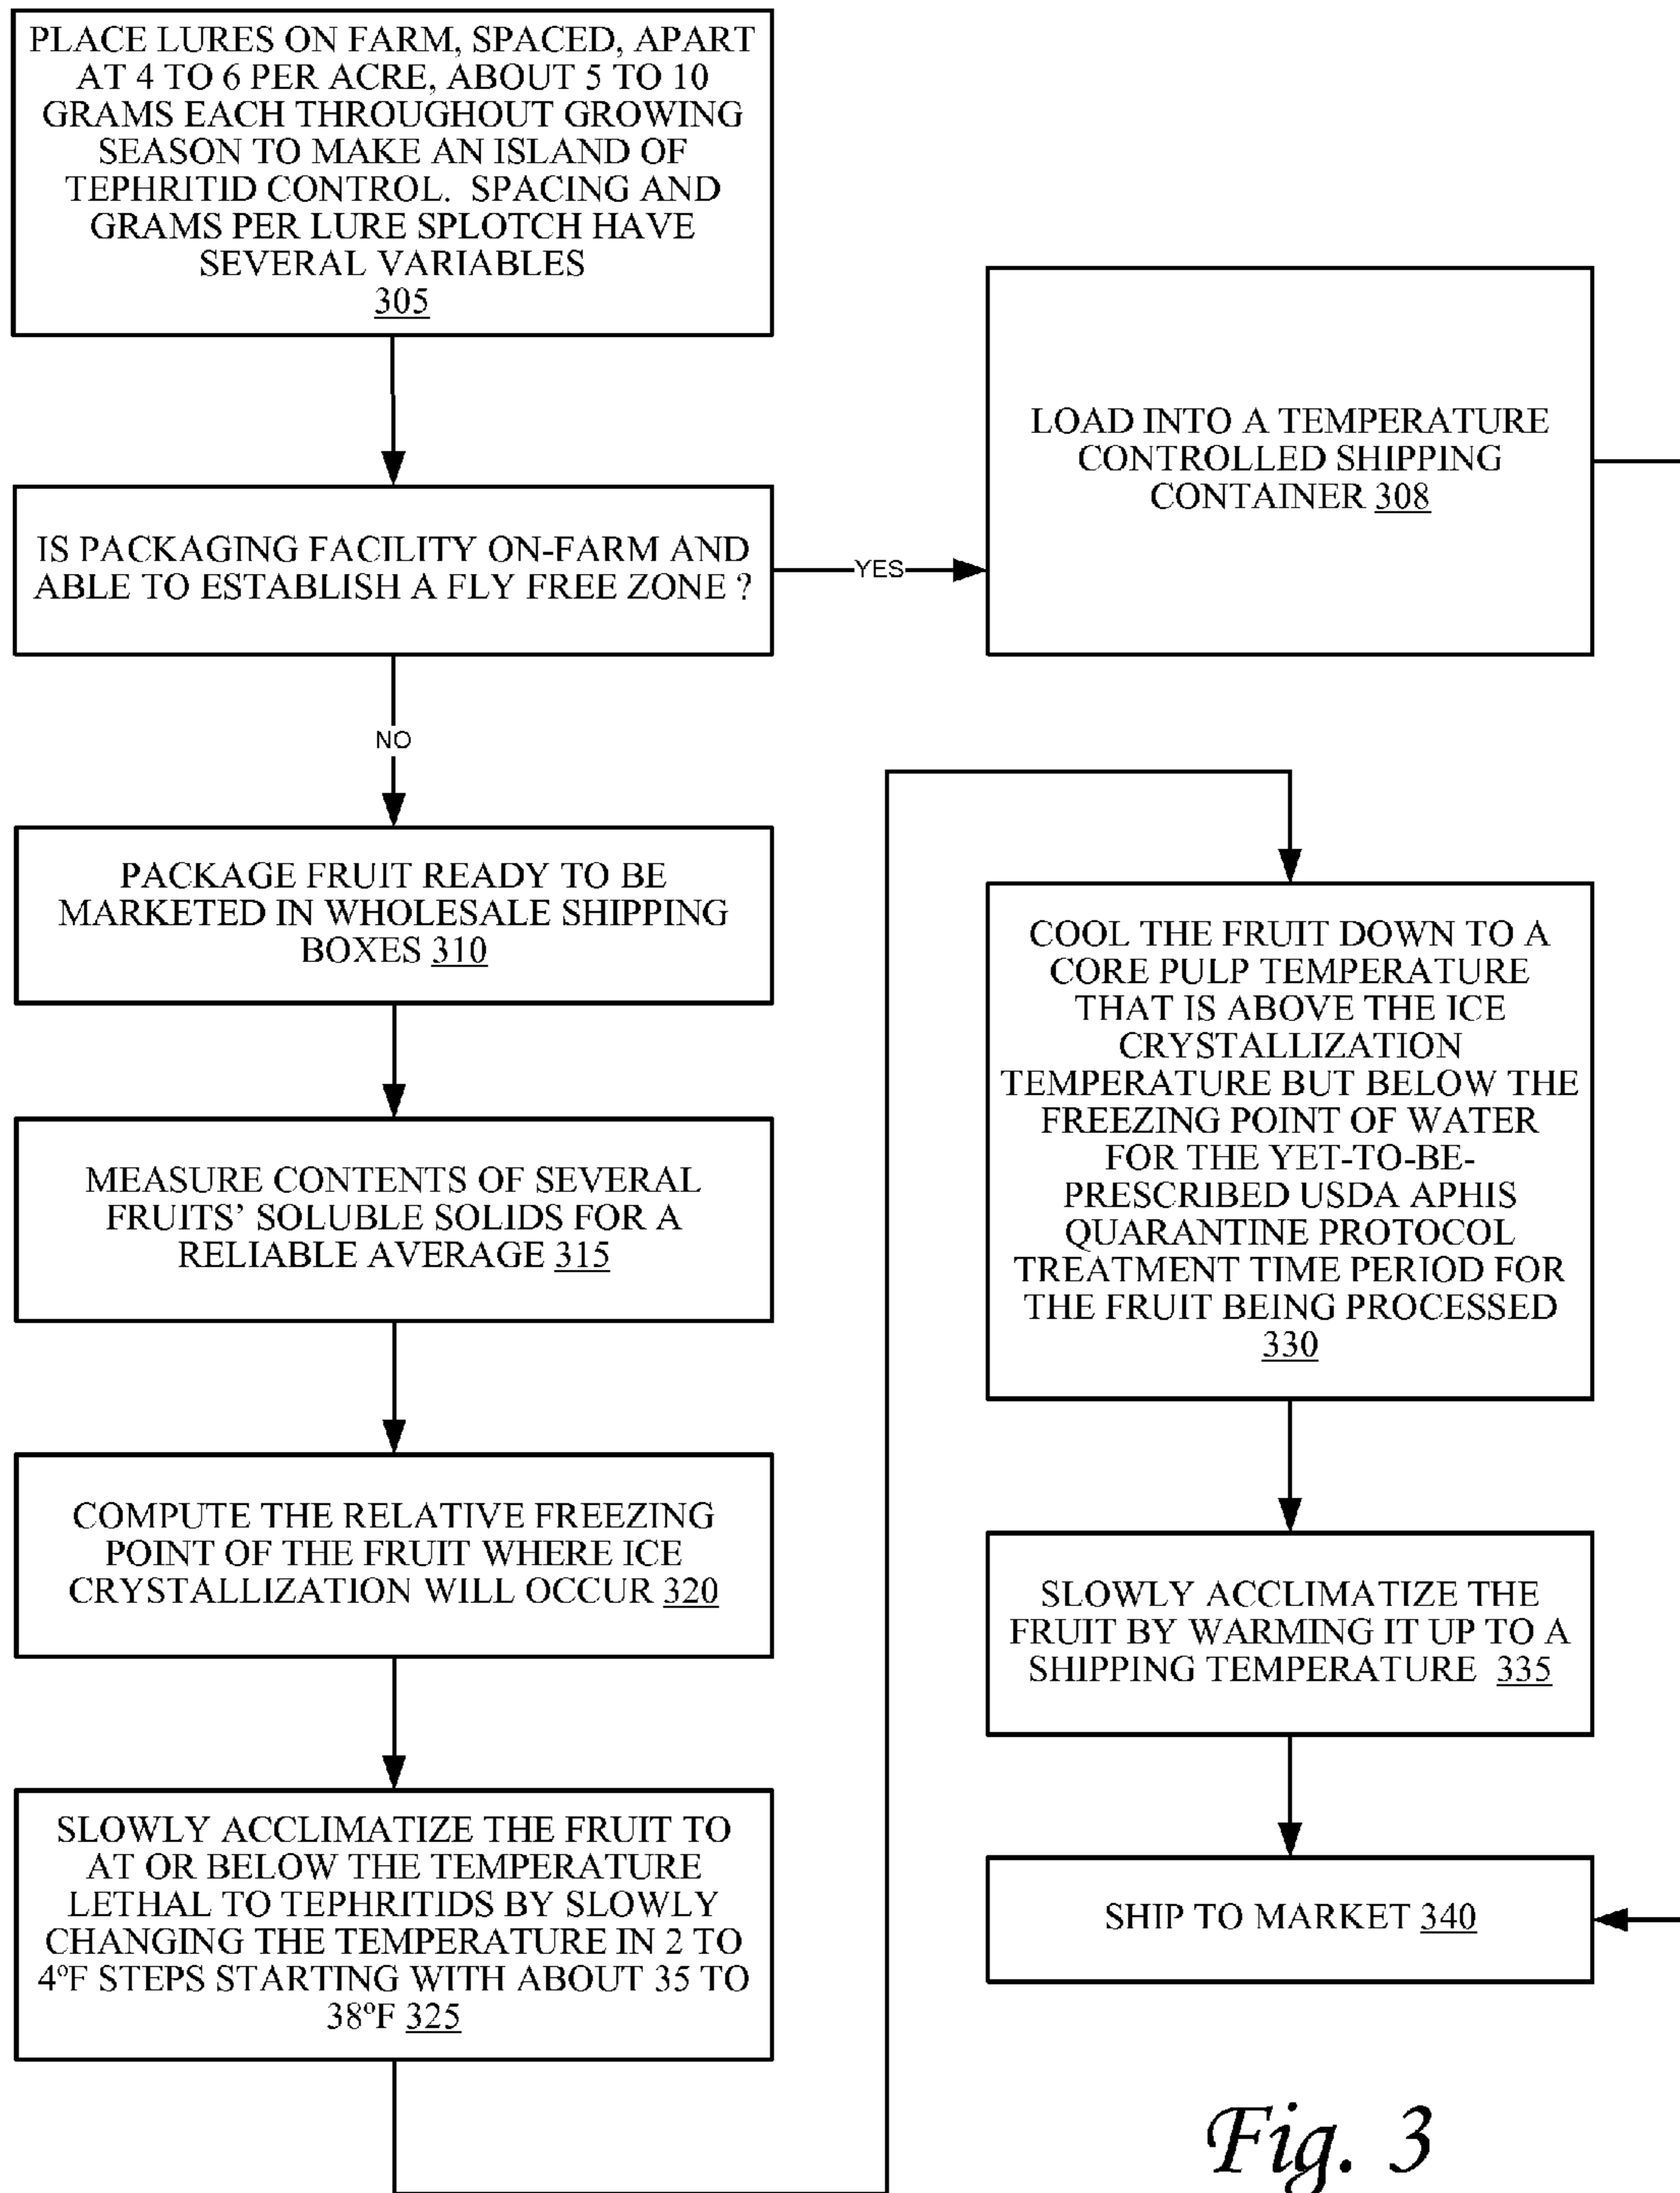 PLACE LURES ON FARM, SPACED, APART
AT 4 TO 6 PER ACRE, ABOUT 5 TO 10
GRAMS EACH THROUGHOUT GROWING
SEASON TO MAKE AN ISLAND OF
TEPHRITID CONTROL. SPACING AND
GRAMS PER LURE SPLOTCH HAVE
SEVERAL VARIABLES
305
IS PACKAGING FACILITY ON-FARM AND
ABLE TO ESTABLISH A FLY FREE ZONE ?
YES
LOAD INTO A TEMPERATURE
CONTROLLED SHIPPING
CONTAINER 308
NO
PACKAGE FRUIT READY TO BE
MARKETED IN WHOLESALE SHIPPING
BOXES 310
MEASURE CONTENTS OF SEVERAL
FRUITS' SOLUBLE SOLIDS FOR A
RELIABLE AVERAGE 315
COMPUTE THE RELATIVE FREEZING
POINT OF THE FRUIT WHERE ICE
CRYSTALLIZATION WILL OCCUR 320
SLOWLY ACCLIMATIZE THE FRUIT TO
AT OR BELOW THE TEMPERATURE
LETHAL TO TEPHRITIDS BY SLOWLY
CHANGING THE TEMPERATURE IN 2 TO
4ºF STEPS STARTING WITH ABOUT 35 TO
38ºF 325
COOL THE FRUIT DOWN TO A
CORE PULP TEMPERATURE
THAT IS ABOVE THE ICE
CRYSTALLIZATION
TEMPERATURE BUT BELOW THE
FREEZING POINT OF WATER
FOR THE YET-TO-BE-
PRESCRIBED USDA APHIS
QUARANTINE PROTOCOL
TREATMENT TIME PERIOD FOR
THE FRUIT BEING PROCESSED
330
SLOWLY ACCLIMATIZE THE
FRUIT BY WARMING IT UP TO A
SHIPPING TEMPERATURE 335
SHIP TO MARKET 340
Fig. 3